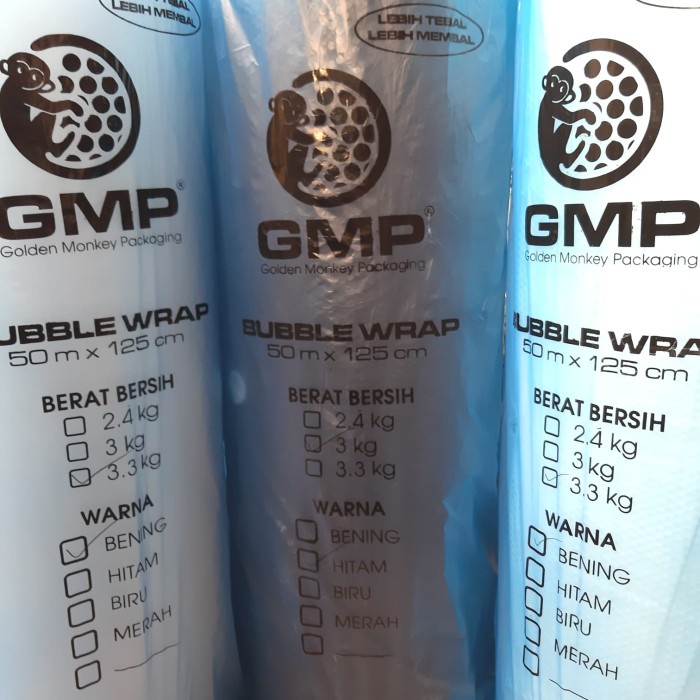 LEBIH TEBAL
LEBIH MEMBAL
GMP®
Golden Monkey Packaging
UBBLE WRAP
50 m x 125 cm
BERAT BERSIH
2.4 kg
3 kg
3.3 kg
WARNA
BENING
HITAM
BIRU
MERAH
LEBIH TEBAL
LEBIH MEMBAL
GMP®
Golden Monkey Packaging
BUBBLE WRAP
50 m x 125 cm
BERAT BERSIH
2.4 kg
3 kg
3.3 kg
WARNA
BENING
HITAM
BIRU
MERAH
GMP
Golden Monkey Packaging
UBBLE WRA
50 m x 125 cm
BERAT BERSIH
2.4 kg
3 kg
3.3 kg
WARNA
BENING
HITAM
BIRU
MERAH